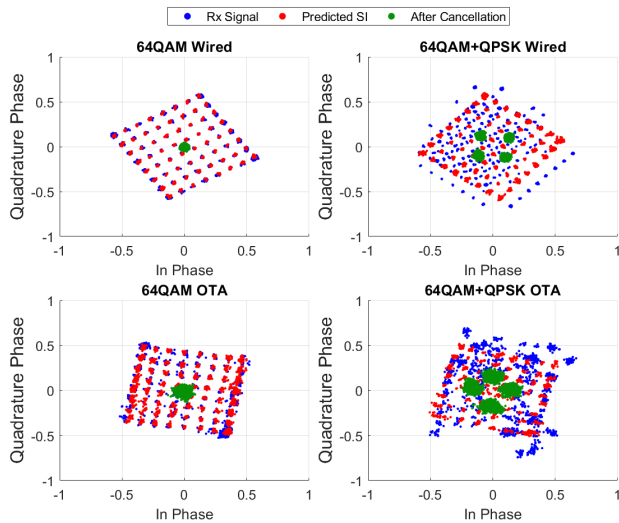 Rx Signal Predicted SI After Cancellation
64QAM Wired
1
0.5
0
-0.5
-1
-1 -0.5 0 0.5 1
In Phase
Quadrature Phase
64QAM+QPSK Wired
1
0.5
0
-0.5
-1
-1 -0.5 0 0.5 1
In Phase
Quadrature Phase
64QAM OTA
1
0.5
0
-0.5
-1
-1 -0.5 0 0.5 1
In Phase
Quadrature Phase
64QAM+QPSK OTA
1
0.5
0
-0.5
-1
-1 -0.5 0 0.5 1
In Phase
Quadrature Phase